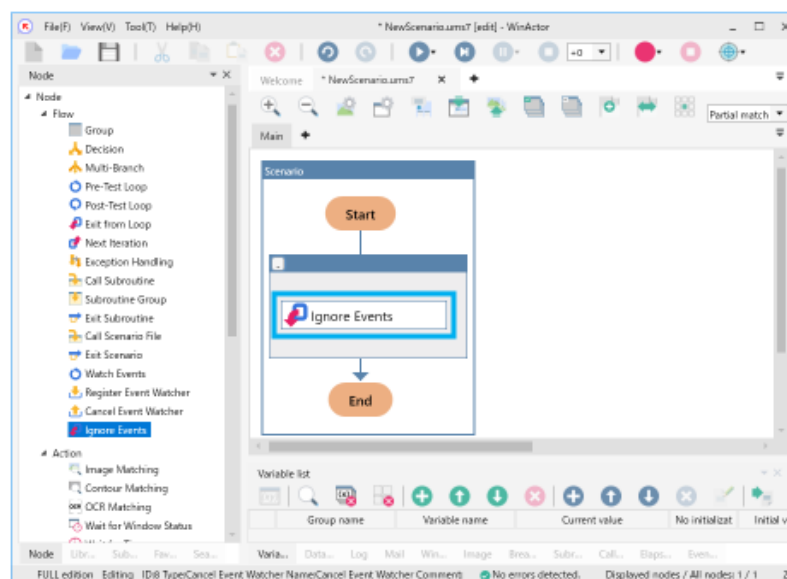 File(F) View(V) Tool(T) Help(H) * NewScenario.ums7 [edit] - WinActor
+0
Node
Welcome * NewScenario.ums7
Node
Flow
Group
Decision
Multi-Branch
Pre-Test Loop
Post-Test Loop
Exit from Loop
Next Iteration
Exception Handling
Call Subroutine
Subroutine Group
Exit Subroutine
Call Scenario File
Exit Scenario
Watch Events
Register Event Watcher
Cancel Event Watcher
Ignore Events
Action
Image Matching
Contour Matching
OCR OCR Matching
Wait for Window Status
Node Libr... Sub... Fav... Sea...
Partial match
Main
Scenario
Start
Ignore Events
End
Variable list
Group name Variable name Current value No initializat Initial v
Varia... Data... Log Mail Win... Image Brea... Subr... Call... Elaps... Even...
FULL edition Editing ID:8 Type:Cancel Event Watcher Name:Cancel Event Watcher Comment: No errors detected. Displayed nodes / All nodes: 1 / 1